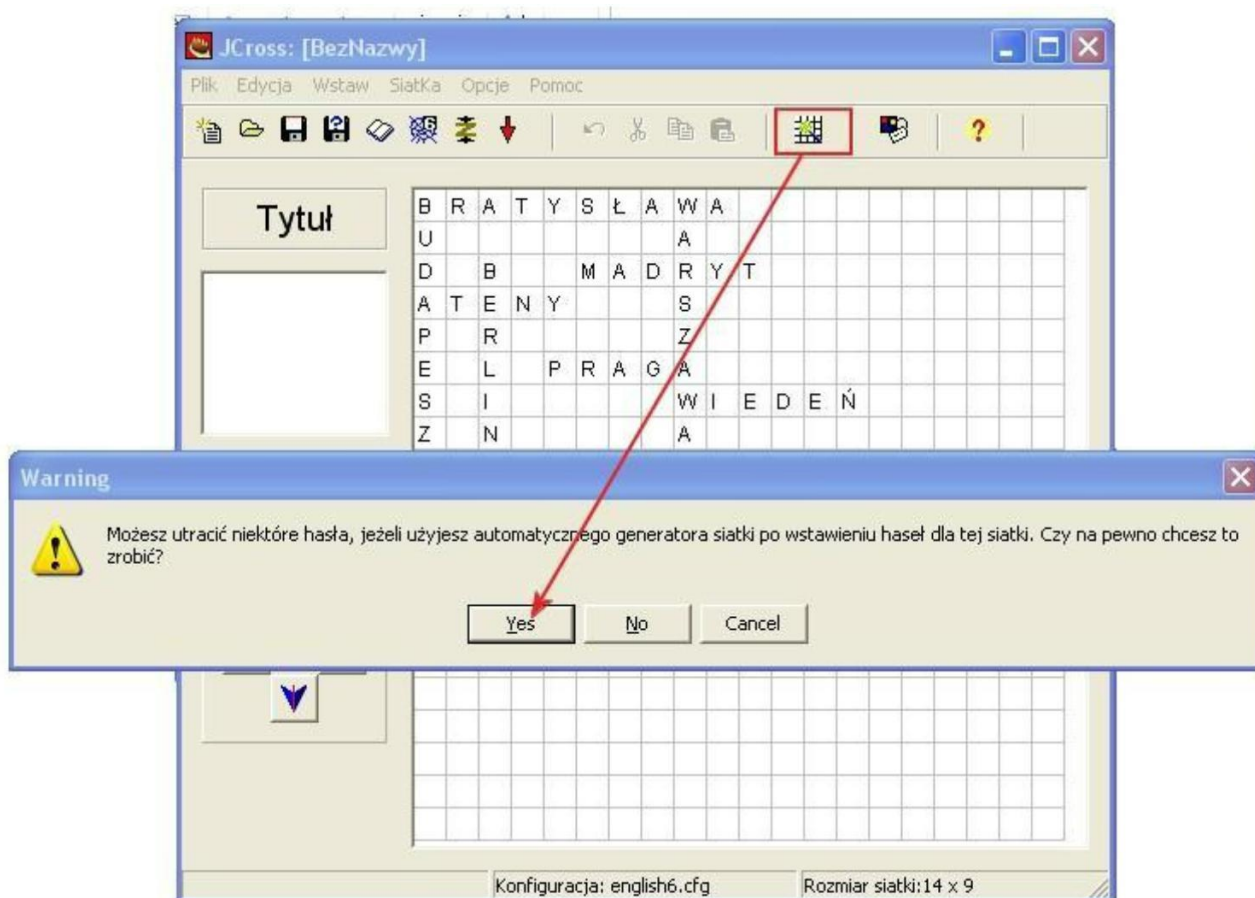 JCross: [BezNazwy]
Plik Edycja Wstaw SiatKa Opcje Pomoc
Tytuł
B R A T Y S Ł A W A
U A
D B M A D R Y T
A T E N Y S
P R Z
E L P R A G A
S I W I E D E Ń
Z N A
Warning
Możesz utracić niektóre hasła, jeżeli użyjesz automatycznego generatora siatki po wstawieniu haseł dla tej siatki. Czy na pewno chcesz to
zrobić?
Yes No Cancel
Konfiguracja: english6.cfg Rozmiar siatki:14 x 9